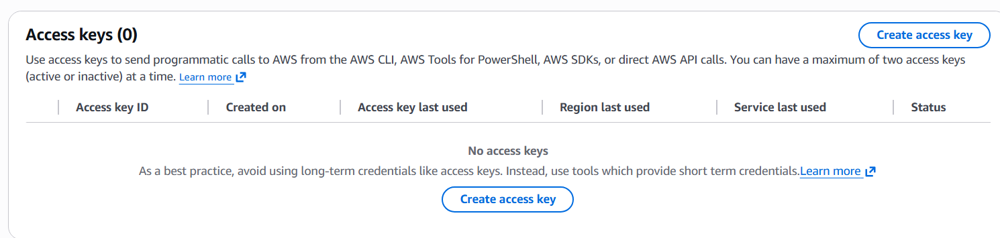 Access keys (0)
Create access key
Use access keys to send programmatic calls to AWS from the AWS CLI, AWS Tools for PowerShell, AWS SDKs, or direct AWS API calls. You can have a maximum of two access keys
(active or inactive) at a time. Learn more
Access key ID Created on Access key last used Region last used Service last used Status
No access keys
As a best practice, avoid using long-term credentials like access keys. Instead, use tools which provide short term credentials.Learn more
Create access key